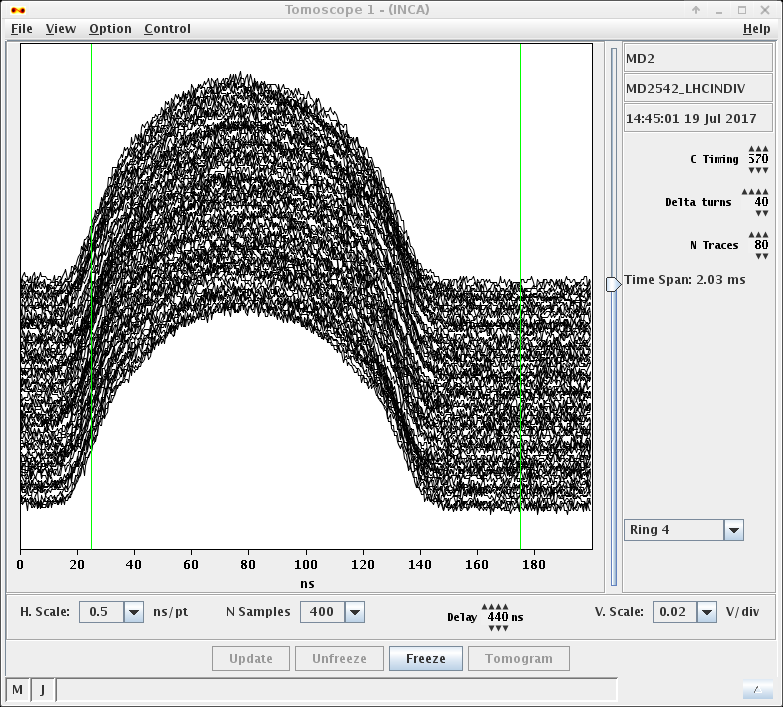 Tomoscope 1 - (INCA)
File View Option Control Help
MD2
MD2542_LHCINDIV
14:45:01 19 Jul 2017
C Timing 570
Delta turns 40
N Traces 80
Time Span: 2.03 ms
Ring 4
0 20 40 60 80 100 120 140 160 180
ns
H. Scale: 0.5 ns/pt N Samples 400 Delay 440 ns V. Scale: 0.02 V/div
Update Unfreeze Freeze Tomogram
M J